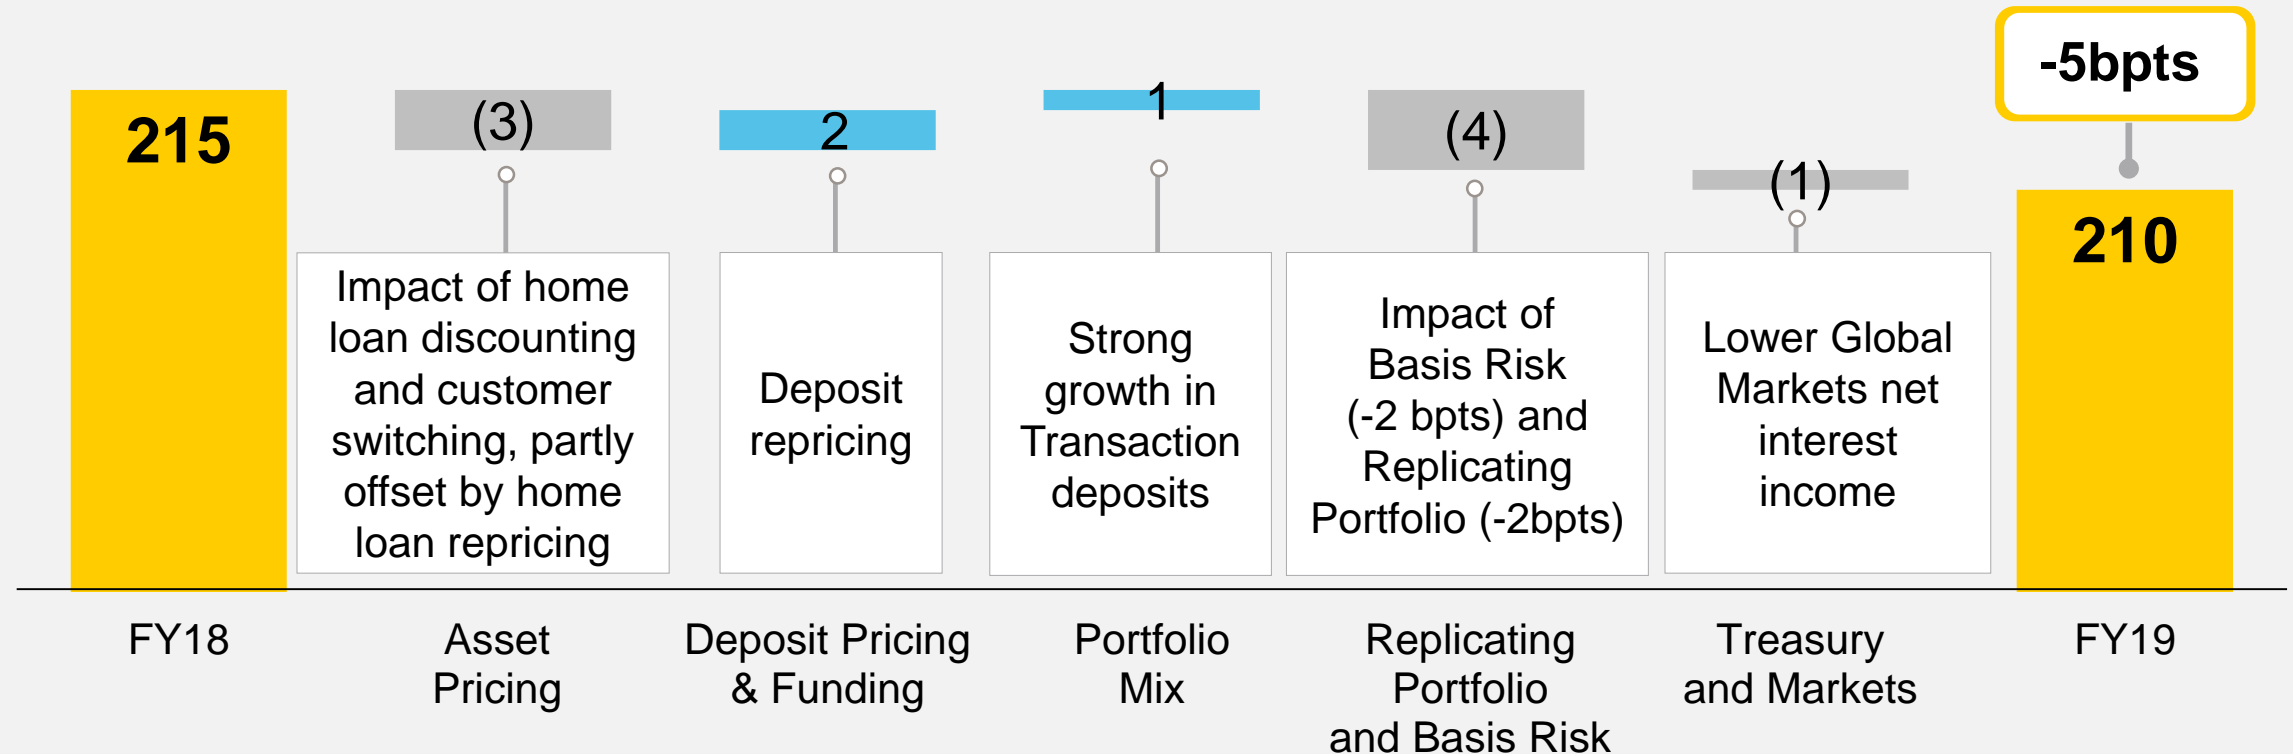 -5bpts
215
(3)
2
1
(4)
(1)
210
Impact of home
loan discounting
and customer
switching, partly
offset by home
loan repricing
Deposit
repricing
Strong
growth in
Transaction
deposits
Impact of
Basis Risk
(-2 bpts) and
Replicating
Portfolio (-2bpts)
Lower Global
Markets net
interest
income
FY18
Asset
Pricing
Deposit Pricing
& Funding
Portfolio
Mix
Replicating
Portfolio
and Basis Risk
Treasury
and Markets
FY19